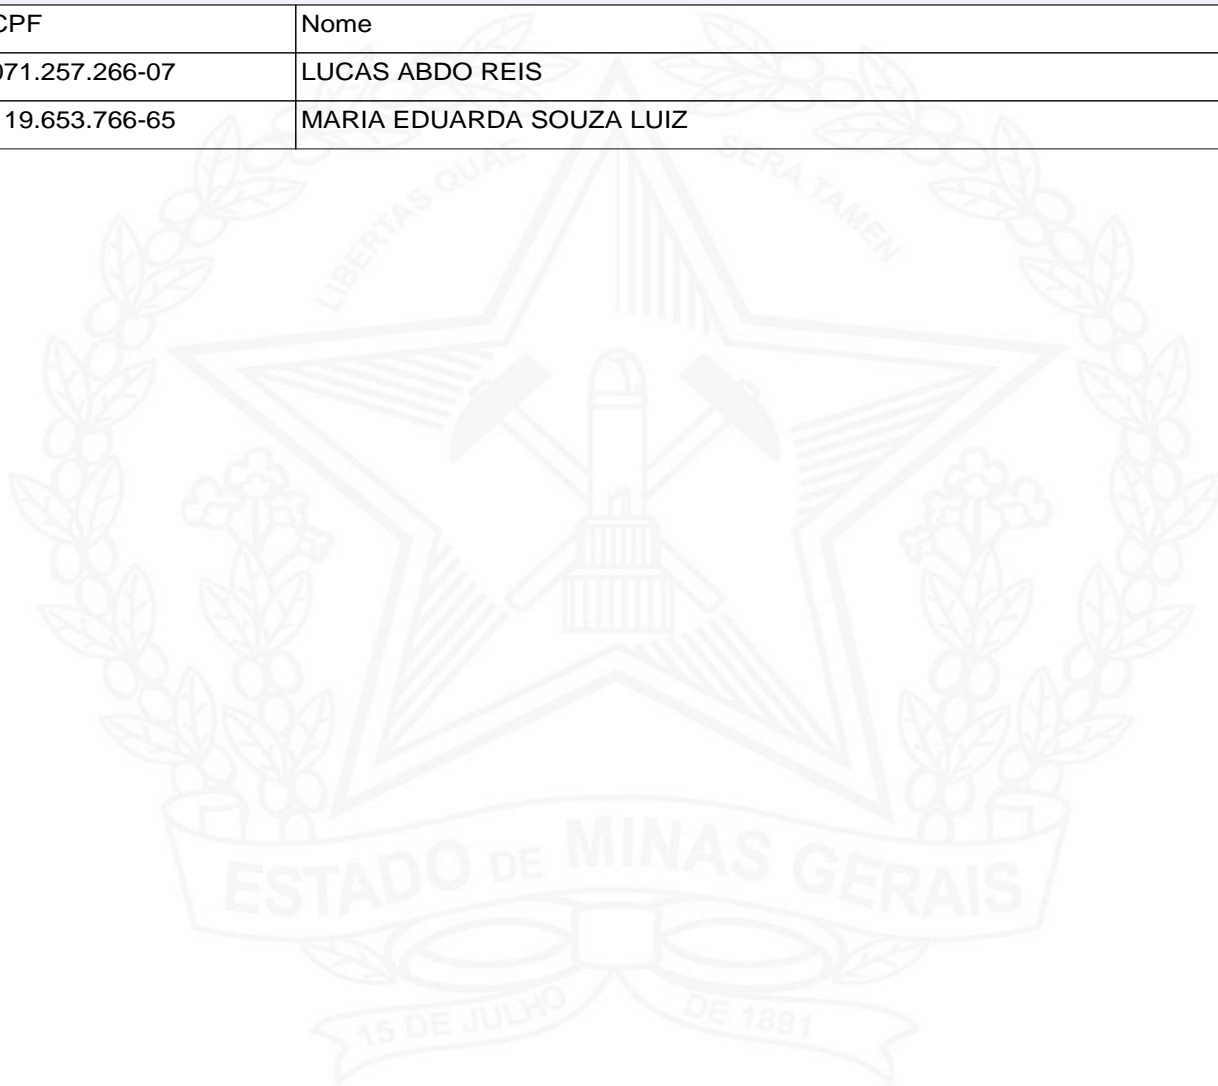 CPF Nome
071.257.266-07 LUCAS ABDO REIS
19.653.766-65 MARIA EDUARDA SOUZA LUIZ
LIBERTAS QUAE SERA TAMEN
ESTADO DE MINAS GERAIS
15 DE JULHO DE 1891